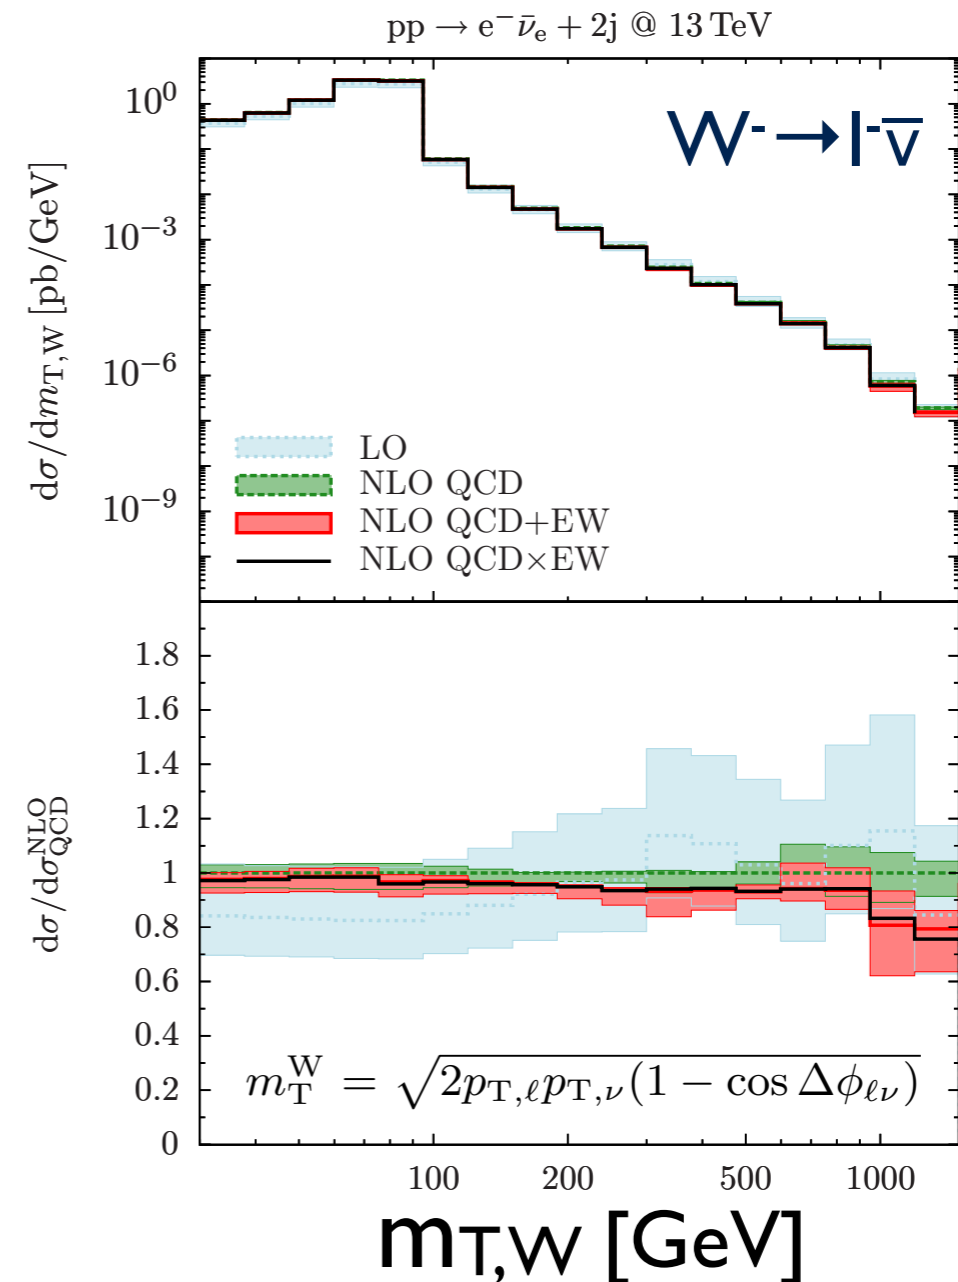 pp → e⁻ ν̄ₑ + 2j @ 13 TeV
W⁻ → l⁻ν̄
dσ/dm_T,W [pb/GeV]
10⁰
10⁻³
10⁻⁶
10⁻⁹
LO
NLO QCD
NLO QCD+EW
NLO QCD×EW
dσ/dσ_QCD^NLO
1.8
1.6
1.4
1.2
1
0.8
0.6
0.4
0.2
0
m_T^W = √2p_T,ℓ p_T,ν (1 − cos Δϕ_ℓν)
100 200 500 1000
m_T,W [GeV]